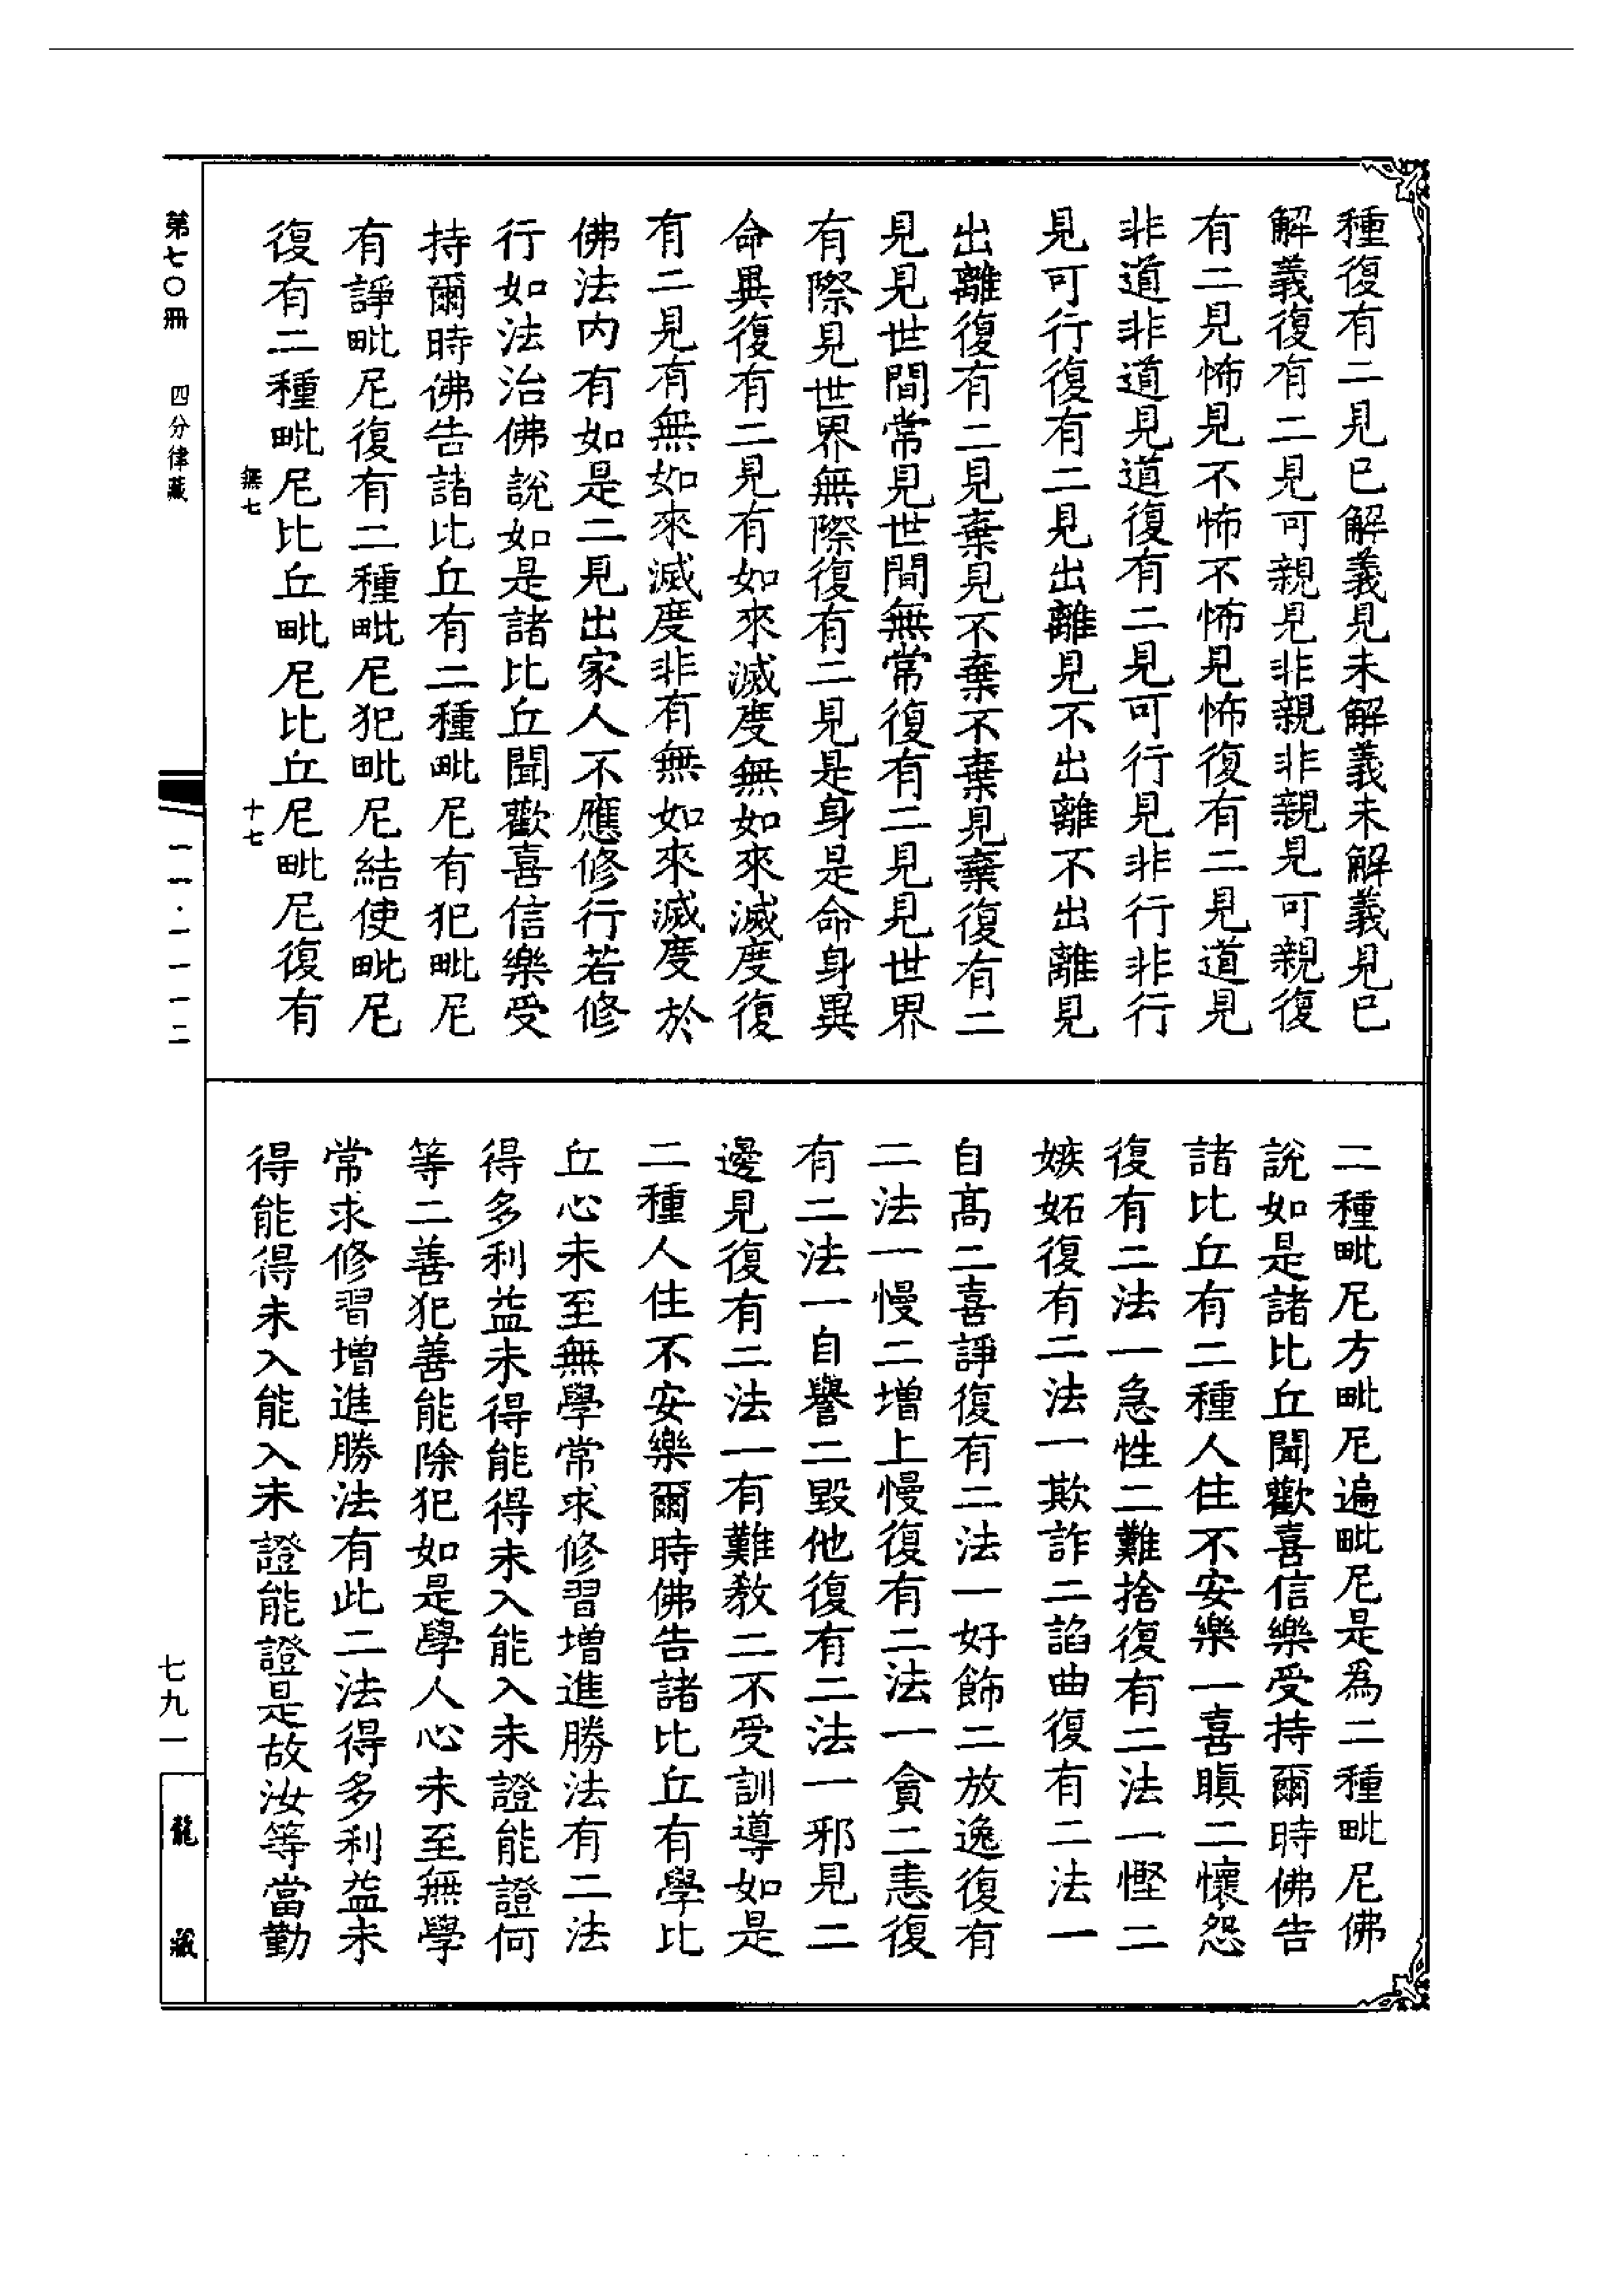 種復有二見已解義見未解義未解義見已
解義復有二見可親見非親非親見可親復
有二見怖見不怖不怖見怖復有二見道見
非道非道見道復有二見可行見非行非行
見可行復有二見出離見不出離不出離見
出離復有二見棄見不棄不棄見棄復有二
見見世間常見世間無常復有二見見世界
有際見世界無際復有二見是身是命身異
命異復有二見有如來滅度無如來滅度復
有二見有無如來滅度非有無如來滅度於
佛法內有如是二見出家人不應修行若修
行如法治佛說如是諸比丘聞歡喜信樂受
持爾時佛告諸比丘有二種毗尼有犯毗尼
有諍毗尼復有二種毗尼犯毗尼結使毗尼
復有二種毗尼比丘毗尼比丘尼毗尼復有
無七
十七
二種毗尼方毗尼遍毗尼是為二種毗尼佛
說如是諸比丘聞歡喜信樂受持爾時佛告
諸比丘有二種人住不安樂一喜瞋二懷怨
復有二法一急性二難捨復有二法一慳二
嫉妬復有二法一欺詐二諂曲復有二法一
自高二喜諍復有二法一好飾二放逸復有
二法一慢二增上慢復有二法一貪二恚復
有二法一自譽二毀他復有二法一邪見二
邊見復有二法一有難教二不受訓導如是
二種人住不安樂爾時佛告諸比丘有學比
丘心未至無學常求修習增進勝法有二法
得多利益未得能得未入能入未證能證何
等二善犯善能除犯如是學人心未至無學
常求修習增進勝法有此二法得多利益未
得能得未入能入未證能證是故汝等當勤
第七〇冊 四分律藏
一一·一一一二
七九一
龍藏